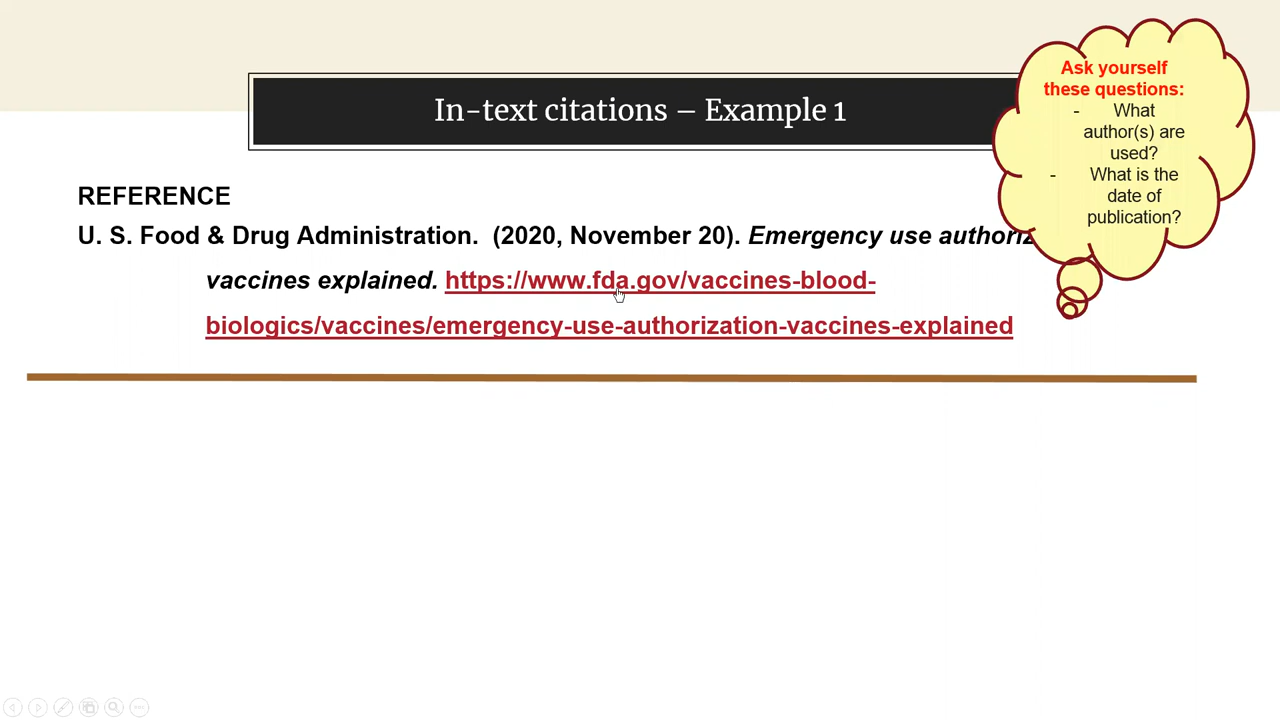 In-text citations – Example 1
Ask yourself
these questions:
- What
author(s) are
used?
- What is the
date of
publication?
REFERENCE
U. S. Food & Drug Administration. (2020, November 20). Emergency use
vaccines explained. https://www.fda.gov/vaccines-blood-
biologics/vaccines/emergency-use-authorization-vaccines-explained